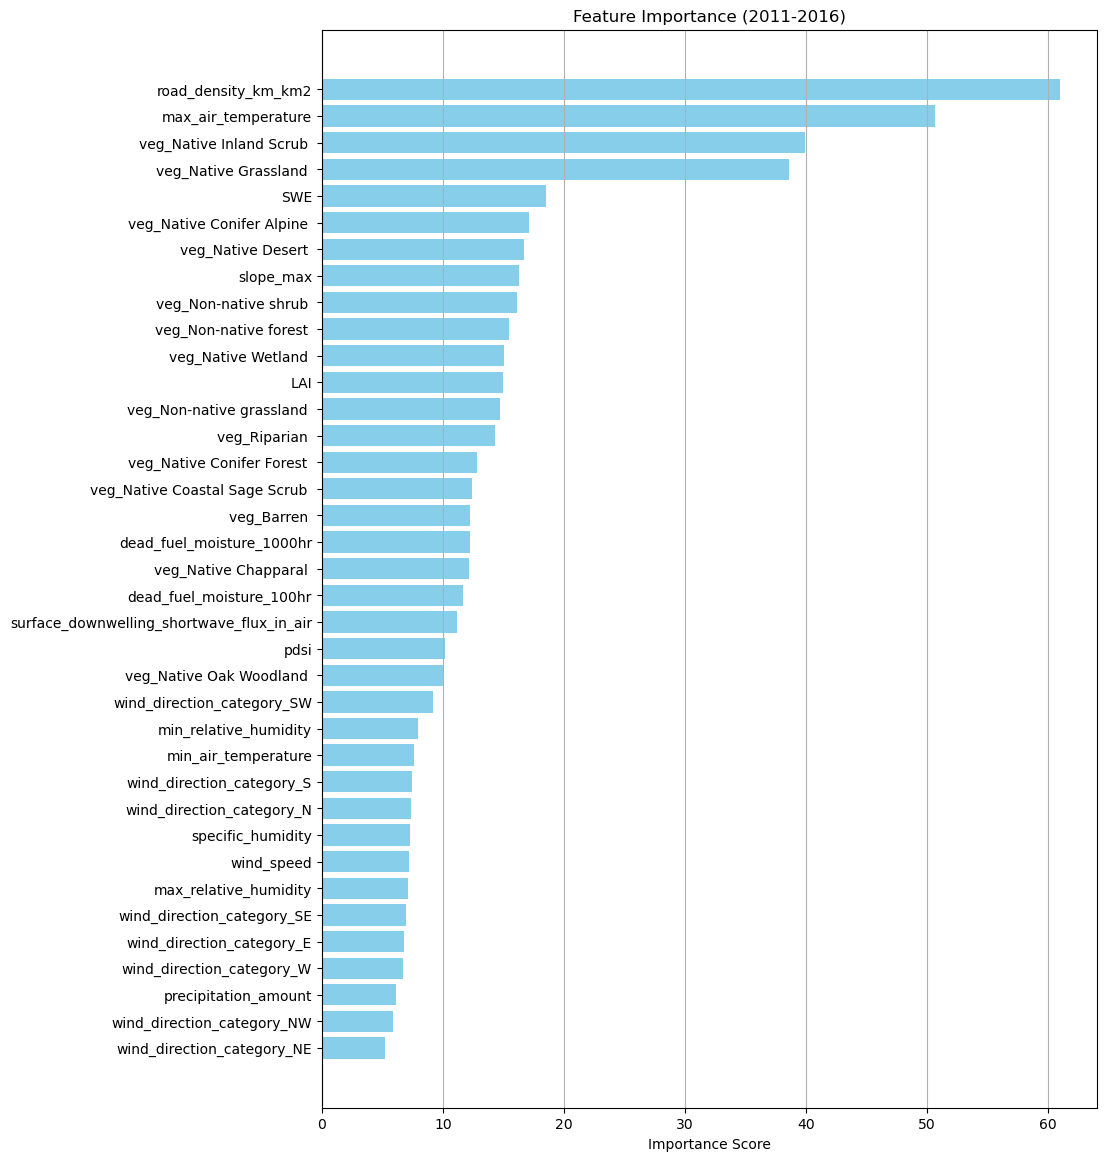 Feature Importance (2011-2016)
road_density_km_km2
max_air_temperature
veg_Native Inland Scrub
veg_Native Grassland
SWE
veg_Native Conifer Alpine
veg_Native Desert
slope_max
veg_Non-native shrub
veg_Non-native forest
veg_Native Wetland
LAI
veg_Non-native grassland
veg_Riparian
veg_Native Conifer Forest
veg_Native Coastal Sage Scrub
veg_Barren
dead_fuel_moisture_1000hr
veg_Native Chapparal
dead_fuel_moisture_100hr
surface_downwelling_shortwave_flux_in_air
pdsi
veg_Native Oak Woodland
wind_direction_category_SW
min_relative_humidity
min_air_temperature
wind_direction_category_S
wind_direction_category_N
specific_humidity
wind_speed
max_relative_humidity
wind_direction_category_SE
wind_direction_category_E
wind_direction_category_W
precipitation_amount
wind_direction_category_NW
wind_direction_category_NE
0 10 20 30 40 50 60
Importance Score